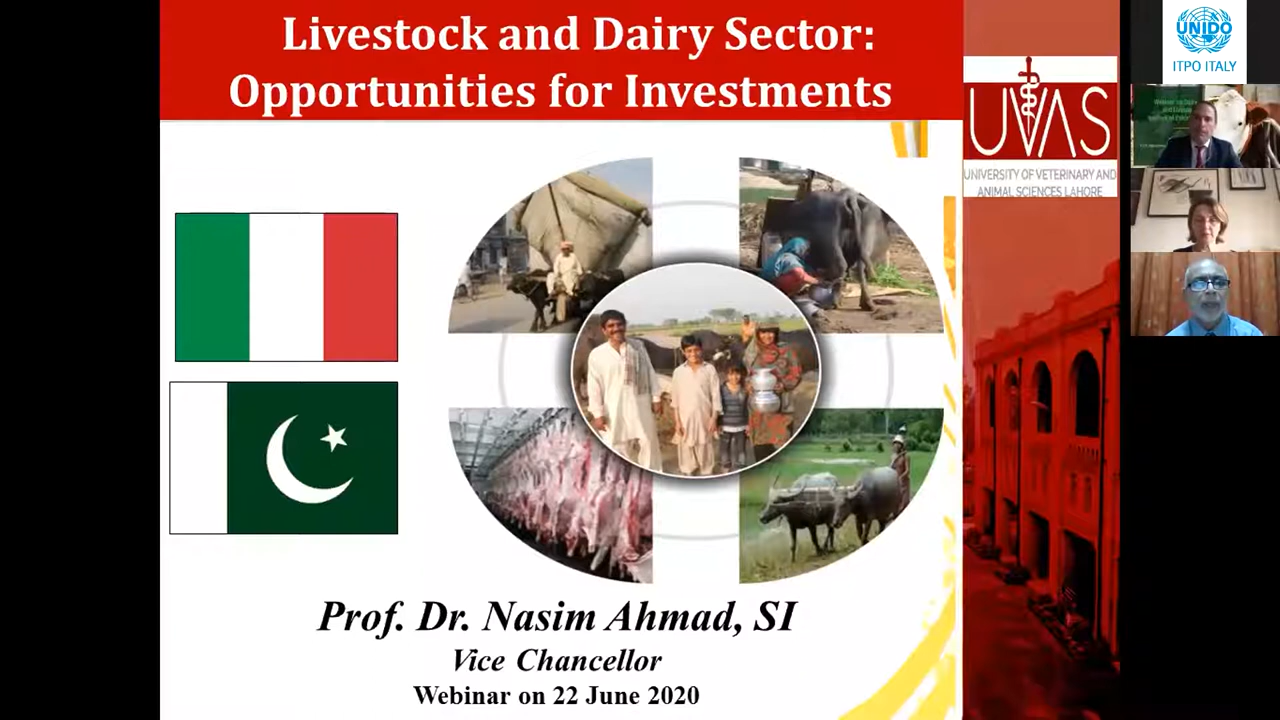 Livestock and Dairy Sector:
Opportunities for Investments
UVAS
UNIVERSITY OF VETERINARY AND
ANIMAL SCIENCES LAHORE
Prof. Dr. Nasim Ahmad, SI
Vice Chancellor
Webinar on 22 June 2020
UNIDO
ITPO ITALY